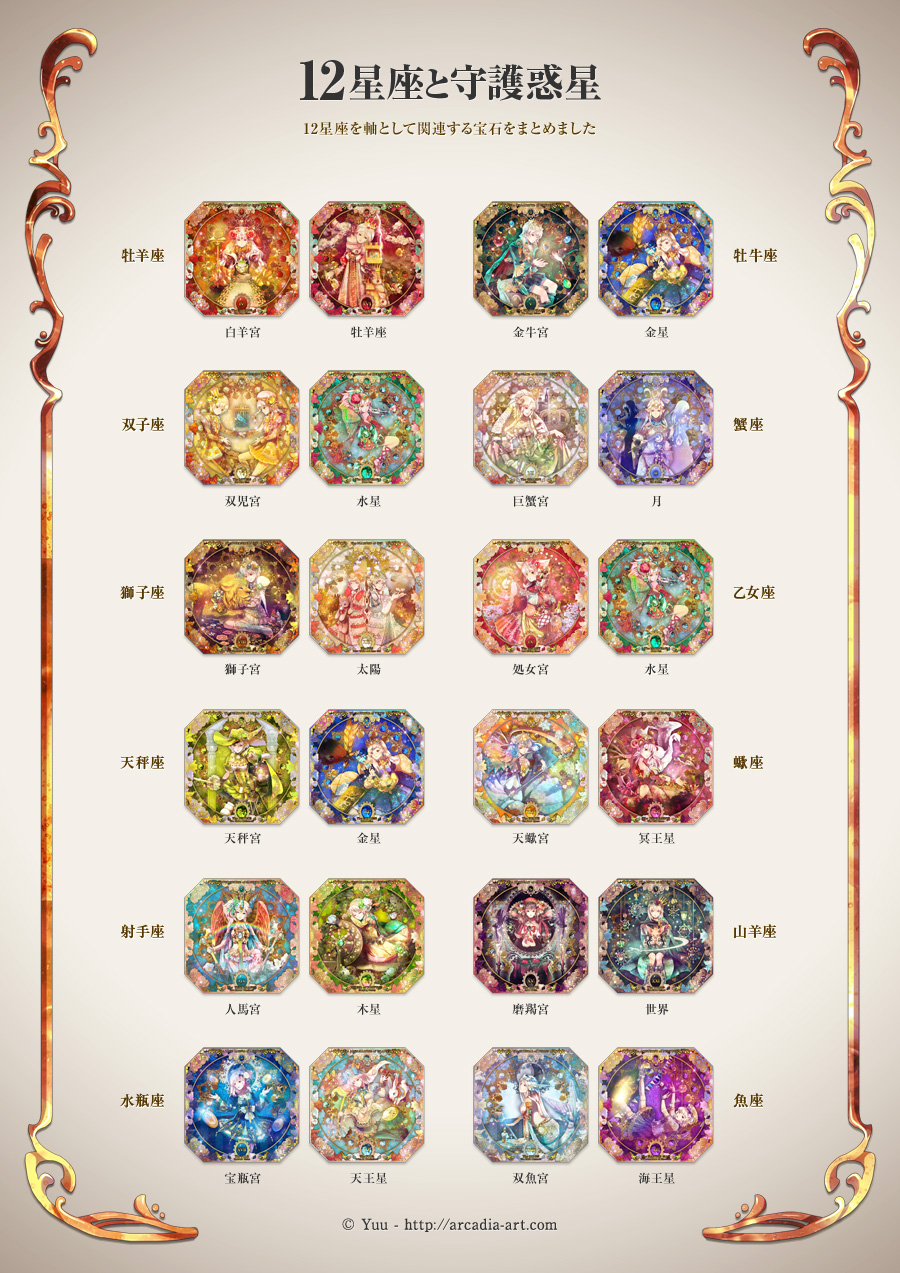 12星座と守護惑星
12星座を軸として関連する宝石をまとめました
牡羊座
白羊宮
牡羊座
金牛宮
金星
牡牛座
双子座
双児宮
水星
巨蟹宮
月
蟹座
獅子座
獅子宮
太陽
処女宮
水星
乙女座
天秤座
天秤宮
金星
天蠍宮
冥王星
蠍座
射手座
人馬宮
木星
磨羯宮
世界
山羊座
水瓶座
宝瓶宮
天王星
双魚宮
海王星
魚座
© Yuu - http://arcadia-art.com